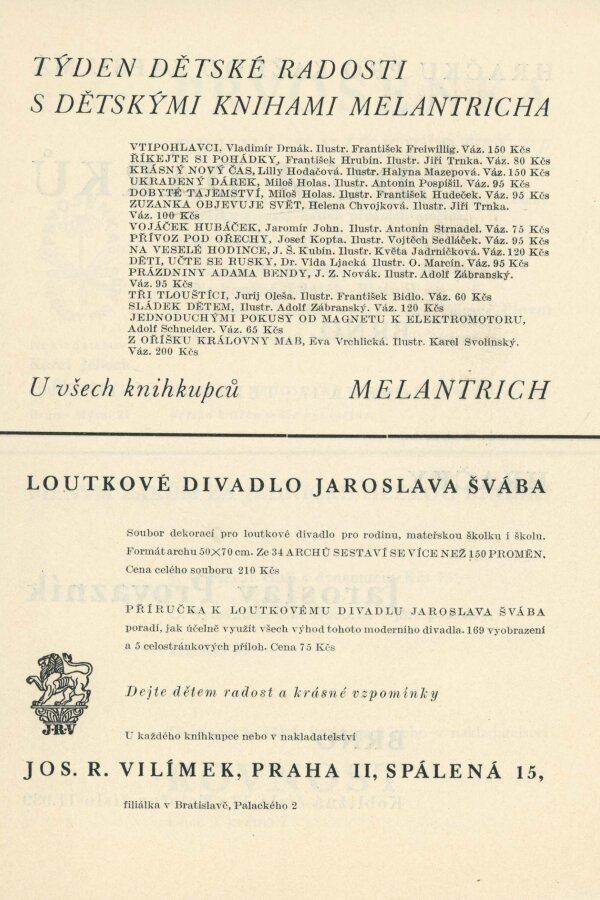 TÝDEN DĚTSKÉ RADOSTI
S DĚTSKÝMI KNIHAMI MELANTRICHA
VTIPOHLAVCI, Vladimír Drnák. Ilustr. František Freiwillig. Váz. 150 Kčs
ŘÍKEJTE SI POHÁDKY, František Hrubín. Ilustr. Jiří Trnka. Váz. 80 Kčs
KRÁSNÝ NOVÝ ČAS, Lilly Hodáčová. Ilustr. Halyna Mazepová. Váz. 150 Kčs
UKRADENÝ DÁREK, Miloš Holas. Ilustr. Antonín Pospíšil. Váz. 95 Kčs
DOBYTÉ TAJEMSTVÍ, Miloš Holas. Ilustr. František Hudeček. Váz. 95 Kčs
ZUZANKA OBJEVUJE SVĚT, Helena Chvojková. Ilustr. Jiří Trnka.
Váz. 100 Kčs
VOJÁČEK HUBÁČEK, Jaromír John. Ilustr. Antonín Strnadel. Váz. 75 Kčs
PŘÍVOZ POD OŘECHY, Josef Kopta. Ilustr. Vojtěch Sedláček. Váz. 95 Kčs
NA VESELÉ HODINCE, J. Š. Kubín. Ilustr. Květa Jadrníčková. Váz. 120 Kčs
DĚTI, UČTE SE RUSKY, Dr. Vida Ljacká Ilustr. O. Marcín. Váz. 95 Kčs
PRÁZDNINY ADAMA BENDY, J. Z. Novák. Ilustr. Adolf Zábranský.
Váz. 95 Kčs
TŘI TLOUŠTÍCI, Jurij Oleša. Ilustr. František Bidlo. Váz. 60 Kčs
SLÁDEK DĚTEM, Ilustr. Adolf Zábranský. Váz. 120 Kčs
JEDNODUCHÝMI POKUSY OD MAGNETU K ELEKTROMOTORU,
Adolf Schneider. Váz. 65 Kčs
Z OŘÍŠKU KRÁLOVNY MAB, Eva Vrchlická. Ilustr. Karel Svolinský.
Váz. 200 Kčs
U všech knihkupců MELANTRICH
LOUTKOVÉ DIVADLO JAROSLAVA ŠVÁBA
Soubor dekorací pro loutkové divadlo pro rodinu, mateřskou školku i školu.
Formát archu 50×70 cm. Ze 34 ARCHŮ SESTAVÍ SE VÍCE NEŽ 150 PROMĚN.
Cena celého souboru 210 Kčs
PŘÍRUČKA K LOUTKOVÉMU DIVADLU JAROSLAVA ŠVÁBA
poradí, jak účelně využít všech výhod tohoto moderního divadla. 169 vyobrazení
a 5 celostránkových příloh. Cena 75 Kčs
Dejte dětem radost a krásné vzpomínky
J·R·V
U každého knihkupce nebo v nakladatelství
JOS. R. VILÍMEK, PRAHA II, SPÁLENÁ 15,
filiálka v Bratislavě, Palackého 2